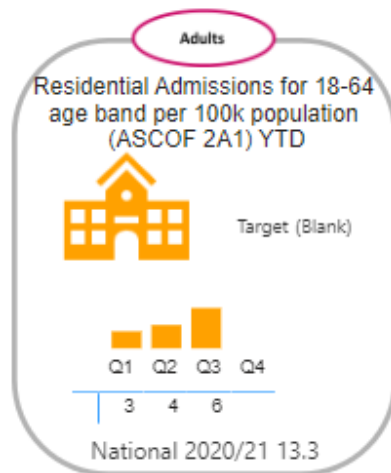 Adults
Residential Admissions for 18-64
age band per 100k population
(ASCOF 2A1) YTD
Target (Blank)
Q1 Q2 Q3 Q4
3 4 6
National 2020/21 13.3